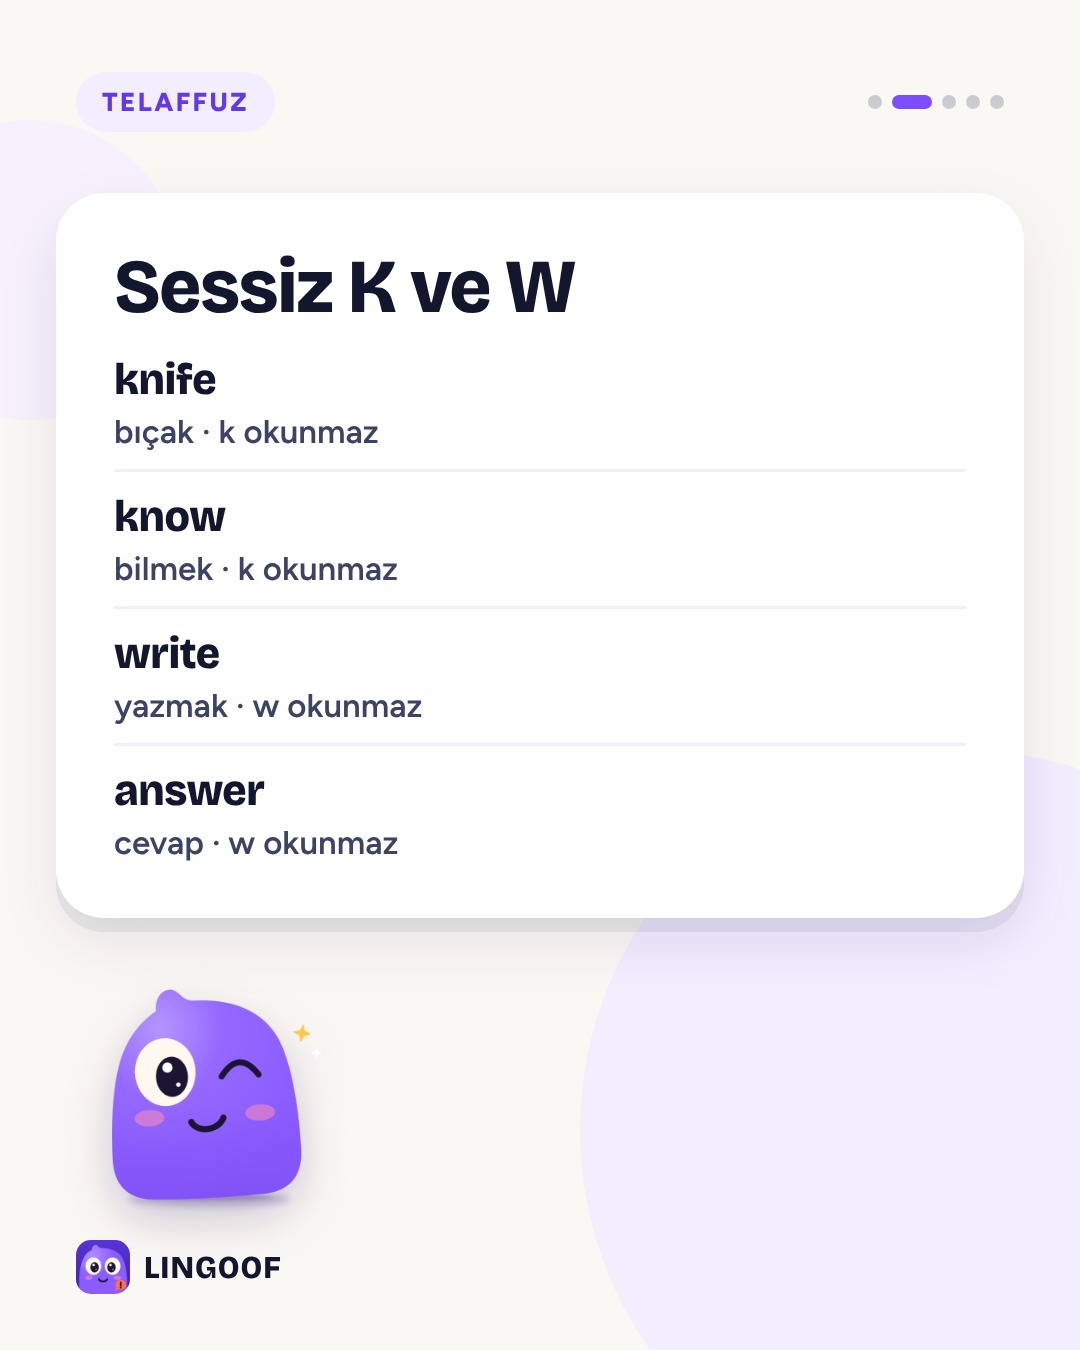 TELAFFUZ
Sessiz K ve W
knife
bıçak · k okunmaz
know
bilmek · k okunmaz
write
yazmak · w okunmaz
answer
cevap · w okunmaz
LINGOOF